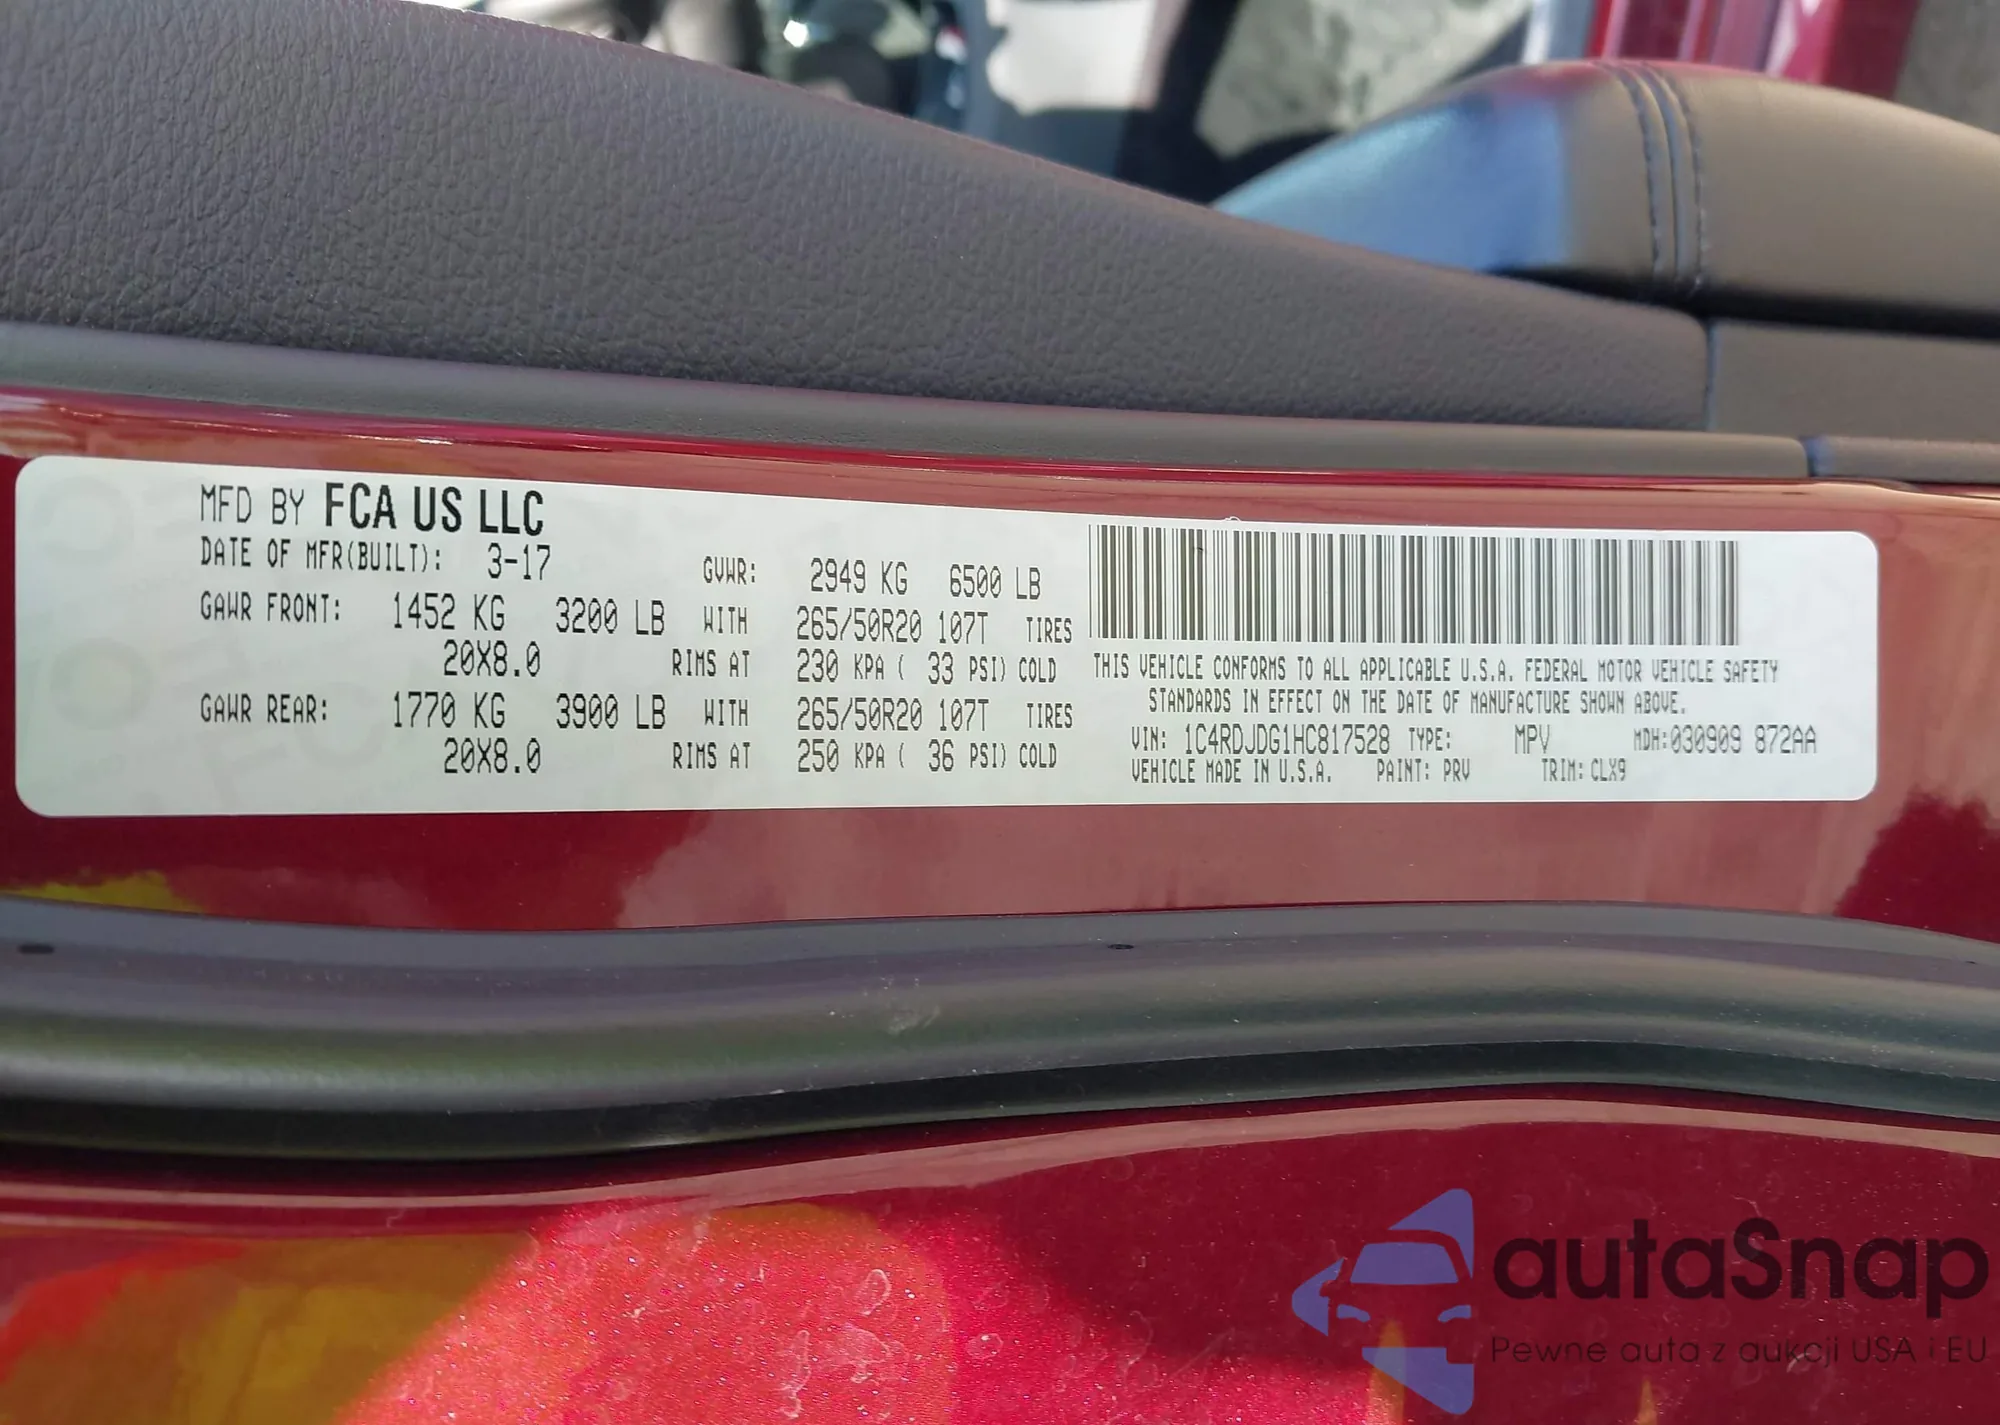 MFD BY FCA US LLC
DATE OF MFR(BUILT): 3-17
GVWR: 2949 KG 6500 LB
GAWR FRONT: 1452 KG 3200 LB WITH 265/50R20 107T TIRES
20X8.0 RIMS AT 230 KPA ( 33 PSI) COLD
GAWR REAR: 1770 KG 3900 LB WITH 265/50R20 107T TIRES
20X8.0 RIMS AT 250 KPA ( 36 PSI) COLD
THIS VEHICLE CONFORMS TO ALL APPLICABLE U.S.A. FEDERAL MOTOR VEHICLE SAFETY
STANDARDS IN EFFECT ON THE DATE OF MANUFACTURE SHOWN ABOVE.
VIN: 1C4RDJDG1HC817528 TYPE: MPV MDH:030909 872AA
VEHICLE MADE IN U.S.A. PAINT: PRV TRIM: CLX9
autaSnap
Pewne auta z aukcji USA i EU